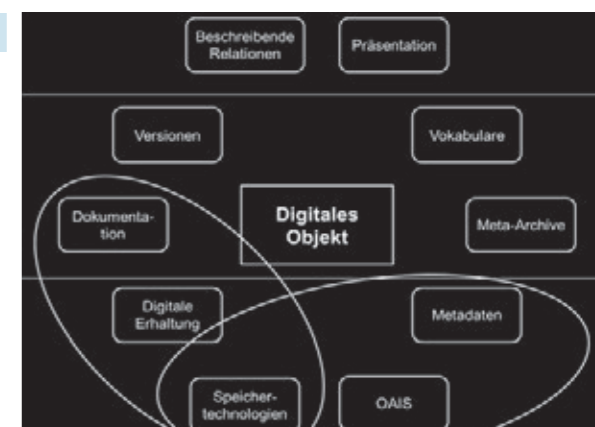 Beschreibende
Relationen
Präsentation
Versionen
Vokabulare
Dokumenta-
tion
Digitales
Objekt
Meta-Archive
Digitale
Erhaltung
Metadaten
Speicher-
technologien
OAIS